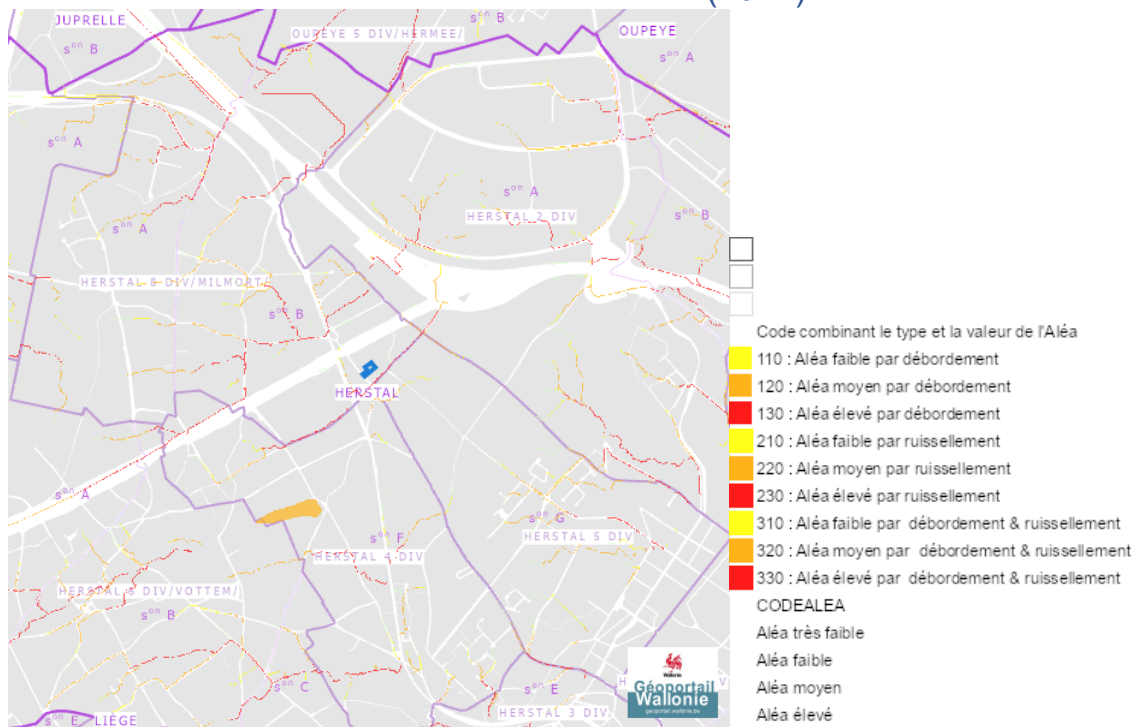 JUPRELLE
sᵒⁿ B
OUPEYE 5 DIV/HERMEE/
sᵒⁿ B
OUPEYE
sᵒⁿ A
sᵒⁿ A
sᵒⁿ A
HERSTAL 2 DIV
sᵒⁿ B
sᵒⁿ A
HERSTAL 8 DIV/MILMORT/
sᵒⁿ B
HERSTAL
sᵒⁿ A
sᵒⁿ F
HERSTAL 4 DIV
sᵒⁿ G
HERSTAL 5 DIV
HERSTAL 6 DIV/VOTTEM/
sᵒⁿ B
sᵒⁿ C
sᵒⁿ E
sᵒⁿ E
LIÈGE
HERSTAL 3 DIV
Wallonie
Géoportail
Wallonie
geoportail.wallonie.be
Code combinant le type et la valeur de l'Aléa
110 : Aléa faible par débordement
120 : Aléa moyen par débordement
130 : Aléa élevé par débordement
210 : Aléa faible par ruissellement
220 : Aléa moyen par ruissellement
230 : Aléa élevé par ruissellement
310 : Aléa faible par débordement & ruissellement
320 : Aléa moyen par débordement & ruissellement
330 : Aléa élevé par débordement & ruissellement
CODEALEA
Aléa très faible
Aléa faible
Aléa moyen
Aléa élevé